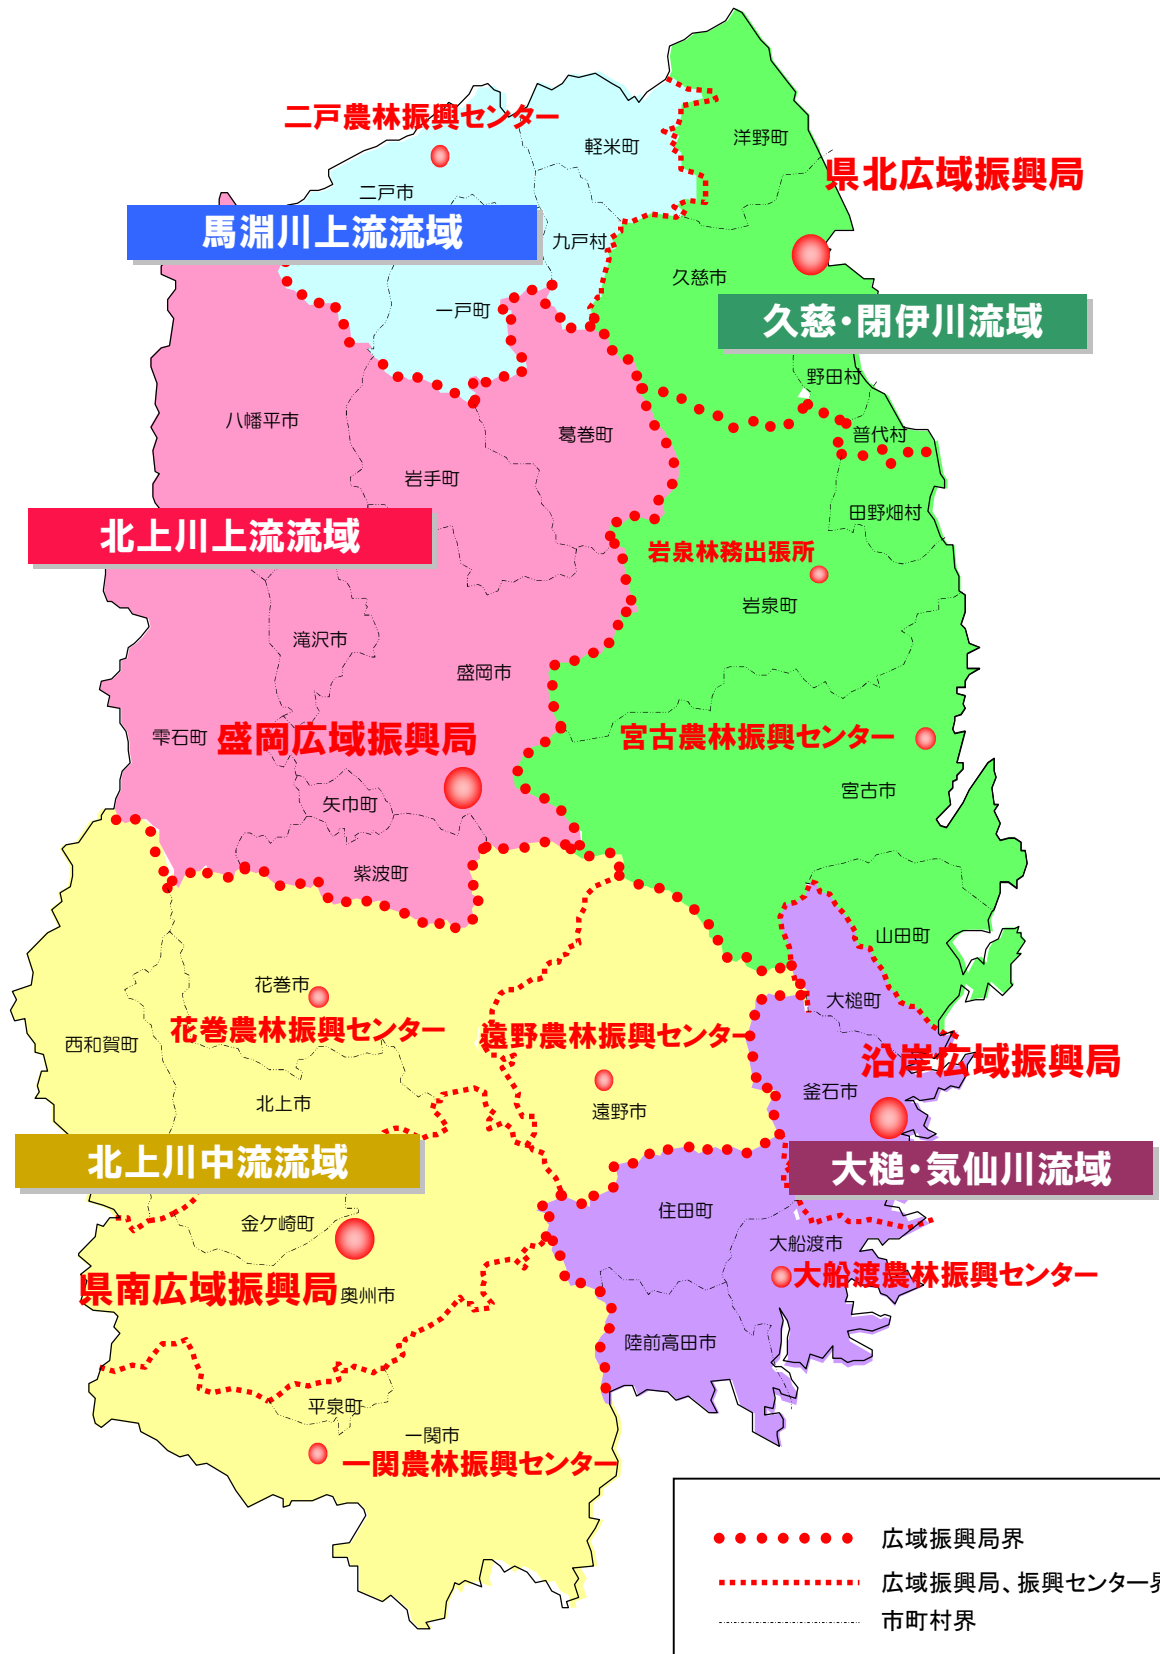 二戸農林振興センター
軽米町
洋野町
県北広域振興局
二戸市
馬淵川上流流域
九戸村
久慈市
一戸町
久慈・閉伊川流域
野田村
八幡平市
葛巻町
普代村
岩手町
田野畑村
北上川上流流域
岩泉林務出張所
岩泉町
滝沢市
盛岡市
雫石町
盛岡広域振興局
宮古農林振興センター
宮古市
矢巾町
紫波町
山田町
花巻市
大槌町
花巻農林振興センター
遠野農林振興センター
西和賀町
沿岸広域振興局
釜石市
北上市
遠野市
北上川中流流域
大槌・気仙川流域
住田町
金ケ崎町
大船渡市
大船渡農林振興センター
県南広域振興局
奥州市
陸前高田市
平泉町
一関市
一関農林振興センター
広域振興局界
広域振興局、振興センター界
市町村界